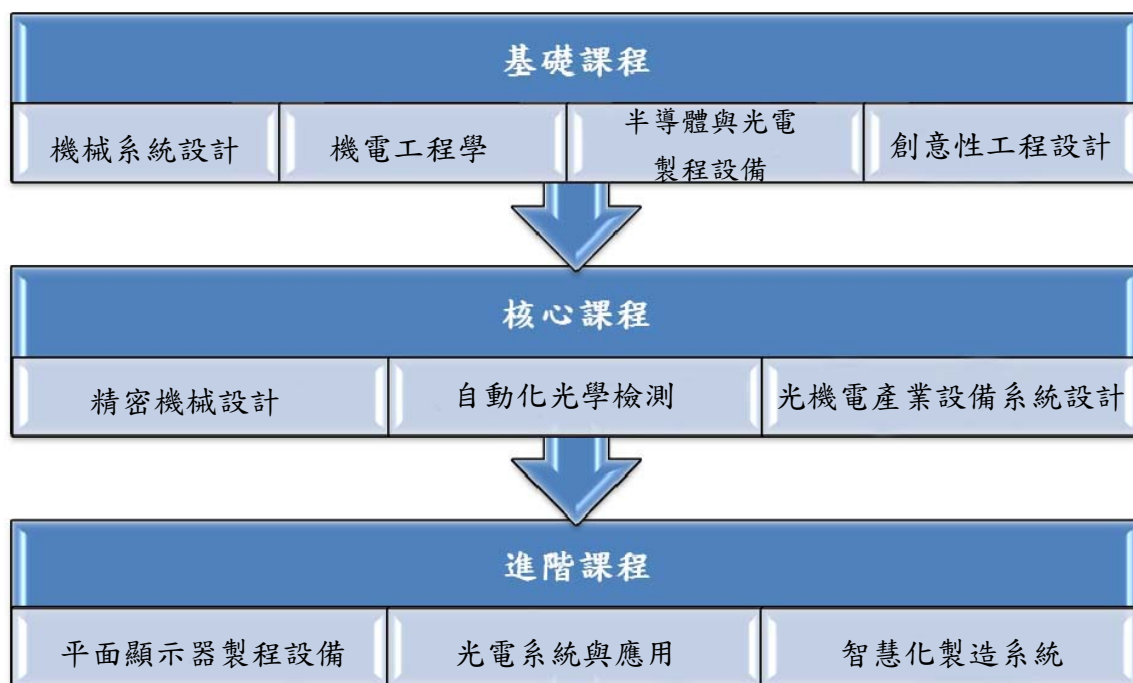 基礎課程
機械系統設計
機電工程學
半導體與光電
製程設備
創意性工程設計
核心課程
精密機械設計
自動化光學檢測
光機電產業設備系統設計
進階課程
平面顯示器製程設備
光電系統與應用
智慧化製造系統